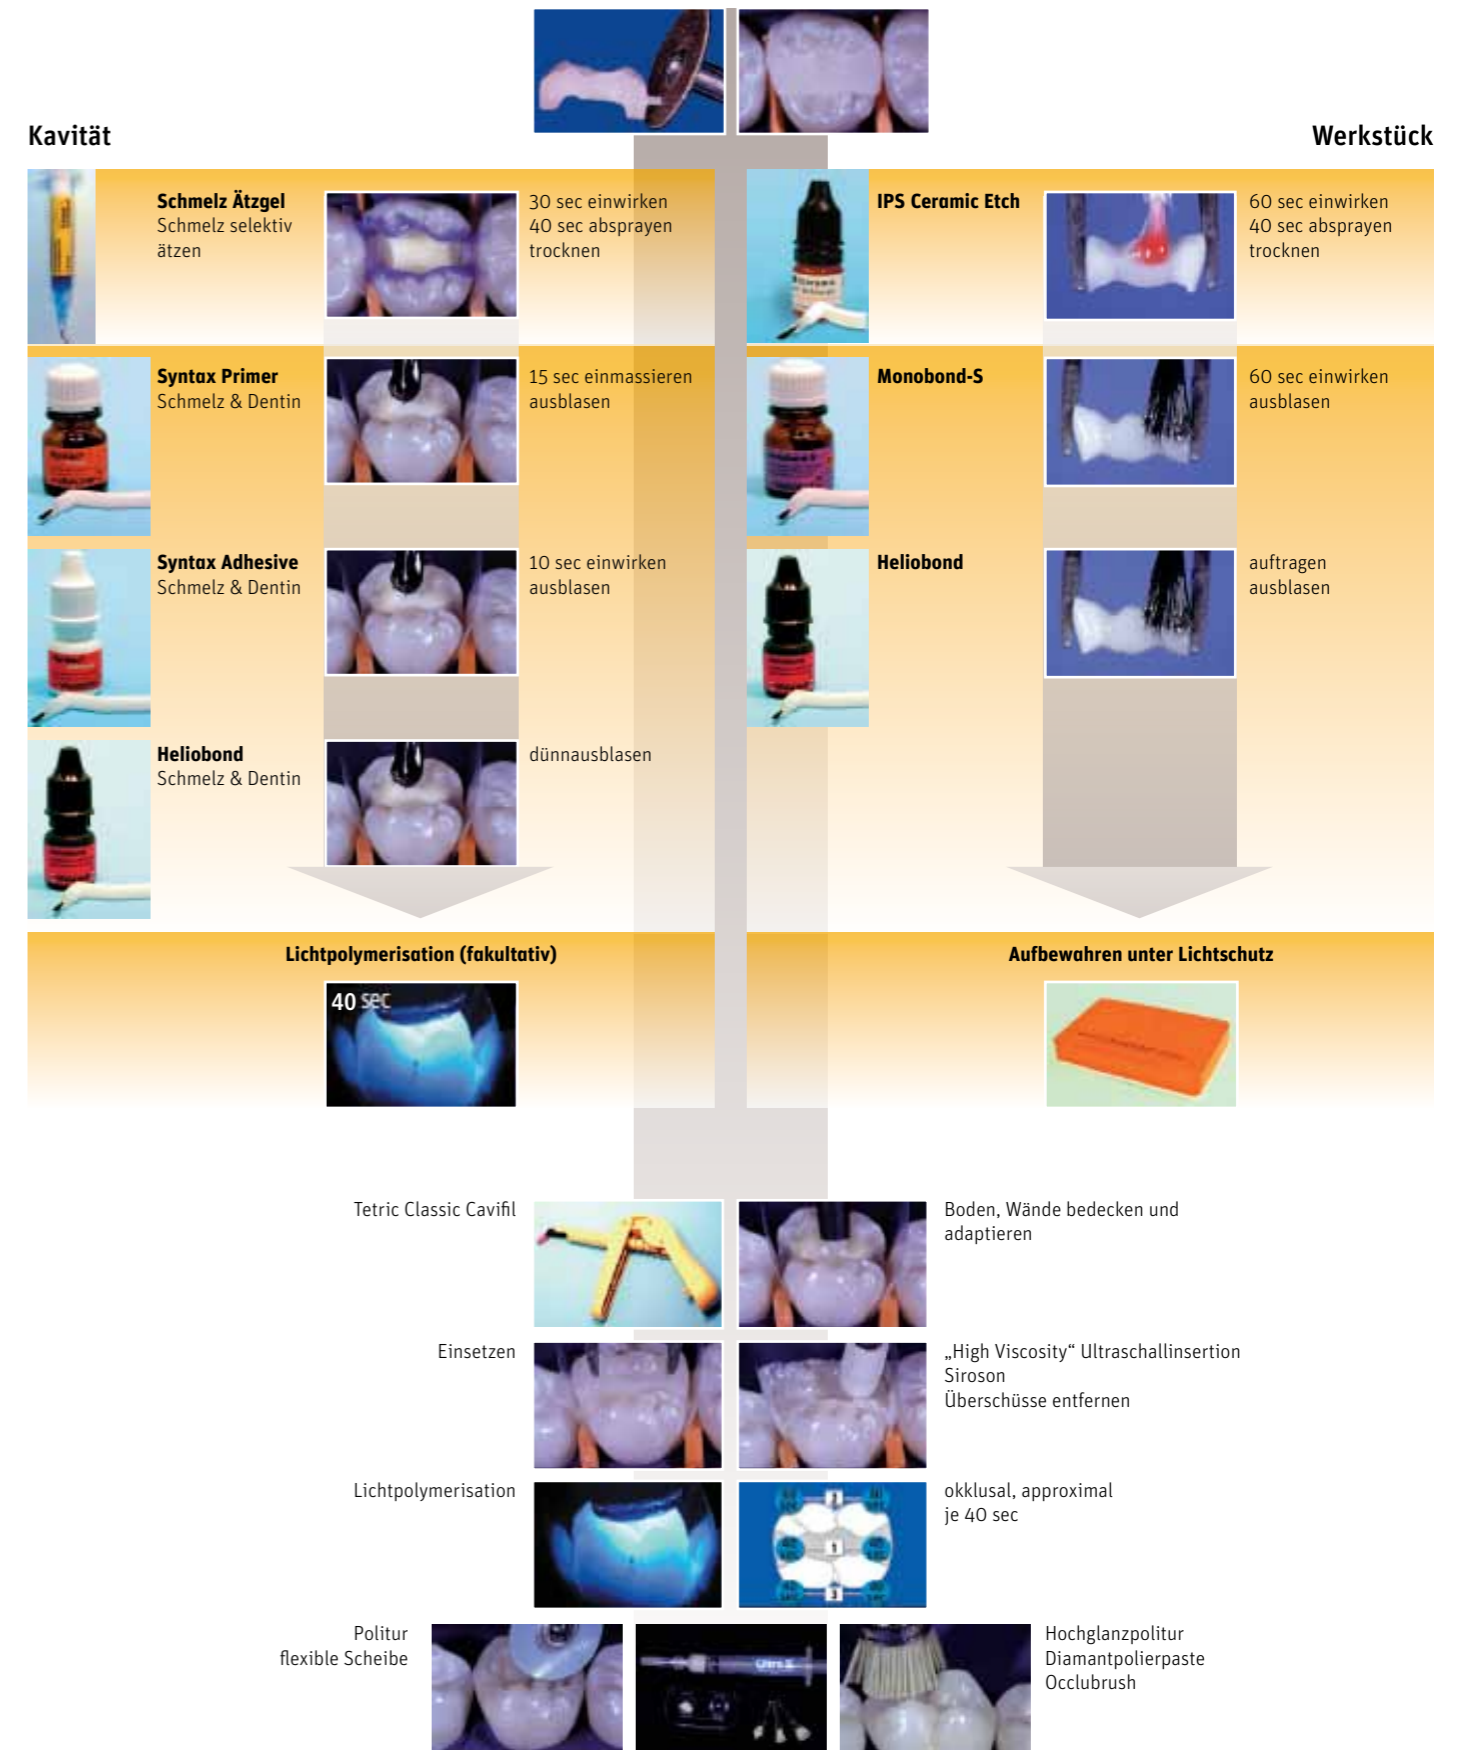 Kavität
Werkstück
Schmelz Ätzgel
Schmelz selektiv
ätzen
30 sec einwirken
40 sec absprayen
trocknen
IPS Ceramic Etch
60 sec einwirken
40 sec absprayen
trocknen
Syntax Primer
Schmelz & Dentin
15 sec einmassieren
ausblasen
Monobond-S
60 sec einwirken
ausblasen
Syntax Adhesive
Schmelz & Dentin
10 sec einwirken
ausblasen
Heliobond
auftragen
ausblasen
Heliobond
Schmelz & Dentin
dünnausblasen
Lichtpolymerisation (fakultativ)
40 sec
Aufbewahren unter Lichtschutz
Tetric Classic Cavifil
Boden, Wände bedecken und
adaptieren
Einsetzen
„High Viscosity“ Ultraschallinsertion
Siroson
Überschüsse entfernen
Lichtpolymerisation
2
1
3
okklusal, approximal
je 40 sec
Politur
flexible Scheibe
Hochglanzpolitur
Diamantpolierpaste
Occlubrush